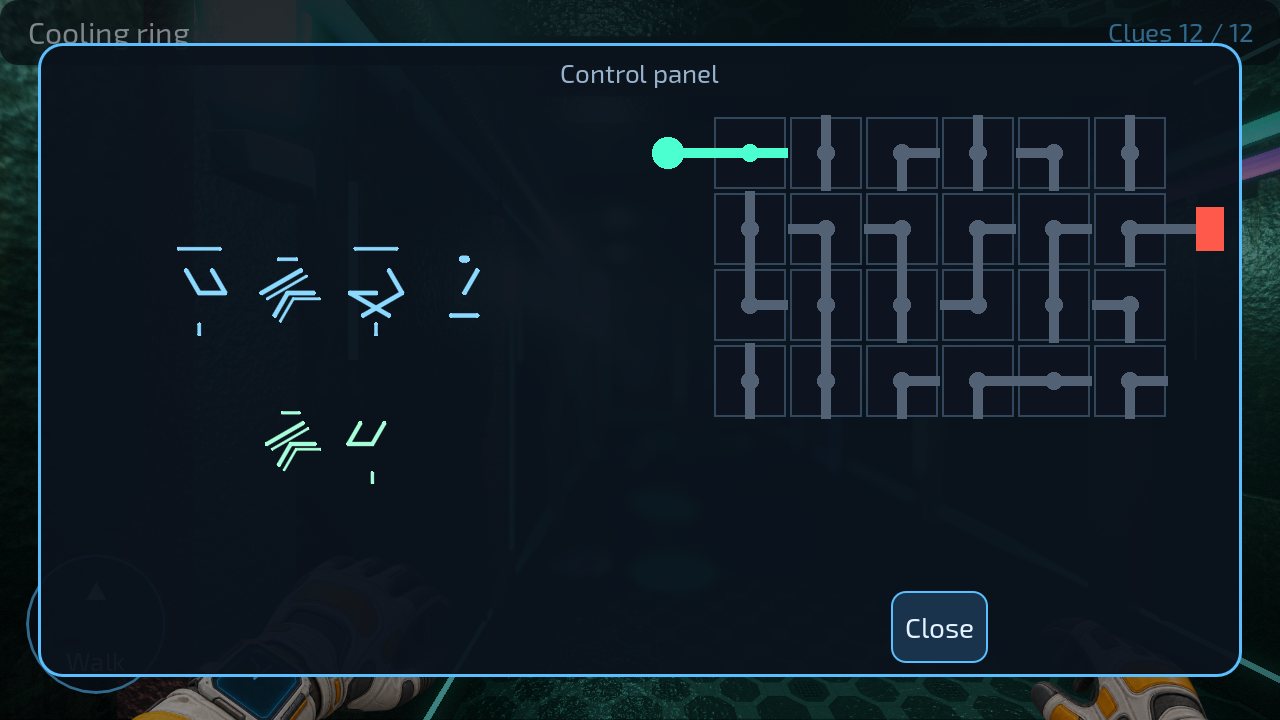 Cooling ring
Clues 12 / 12
Control panel
Walk
Close